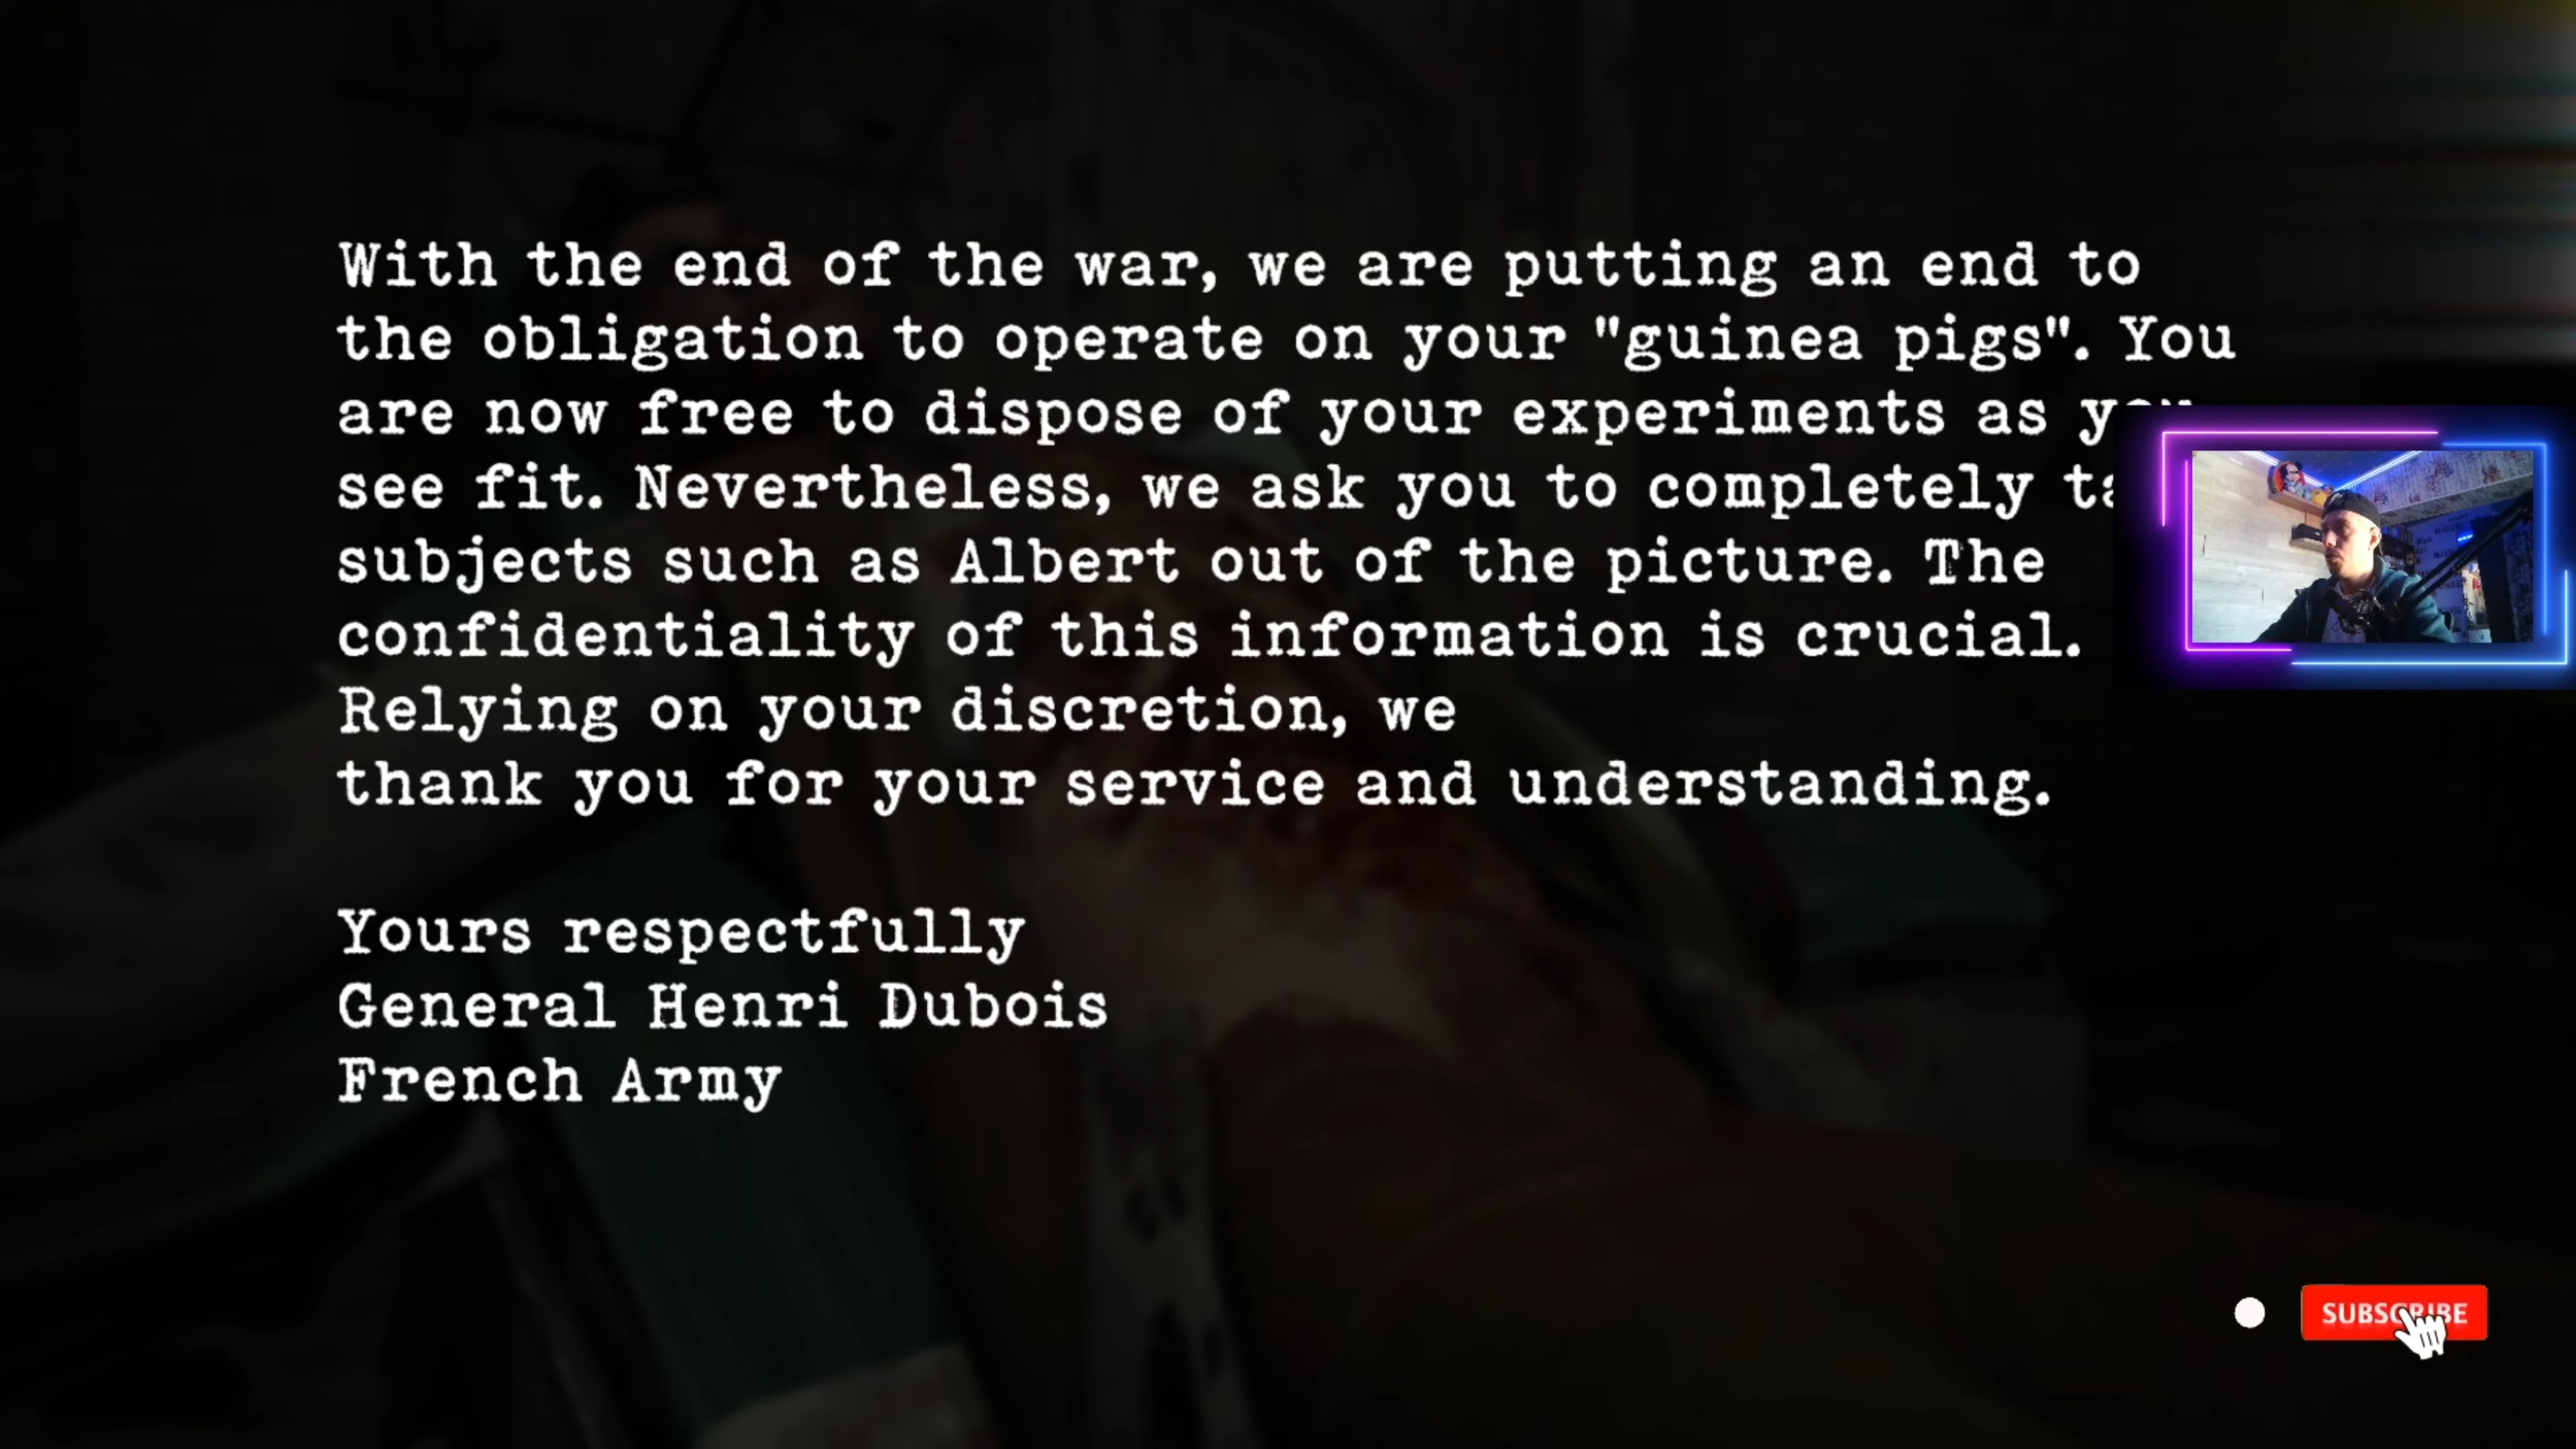 With the end of the war, we are putting an end to
the obligation to operate on your "guinea pigs". You
are now free to dispose of your experiments as you
see fit. Nevertheless, we ask you to completely
subjects such as Albert out of the picture. The
confidentiality of this information is crucial.
Relying on your discretion, we
thank you for your service and understanding.
Yours respectfully
General Henri Dubois
French Army
SUBSCRIBE